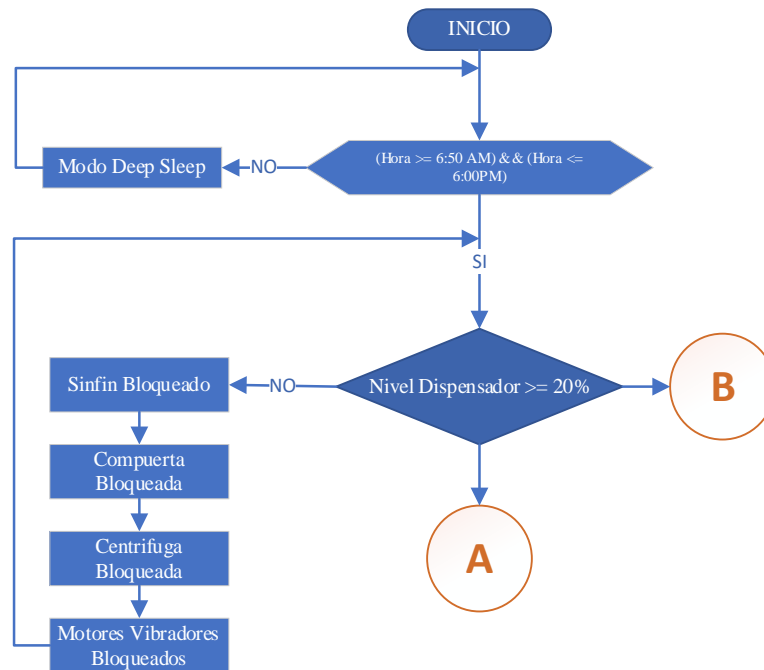 INICIO
(Hora >= 6:50 AM) & & (Hora <=
6:00PM)
NO
Modo Deep Sleep
SI
Nivel Dispensador >= 20%
NO
Sinfin Bloqueado
B
Compuerta
Bloqueada
Centrifuga
Bloqueada
A
Motores Vibradores
Bloqueados